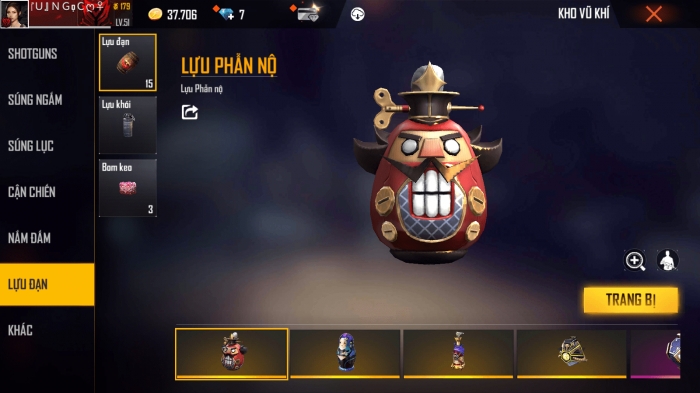 179
LV.51
37.706
+ 7
+
KHO VŨ KHÍ
SHOTGUNS
SÚNG NGẮM
SÚNG LỤC
CẬN CHIẾN
NẮM ĐẤM
LỰU ĐẠN
KHÁC
Lựu đạn
15
Lựu khói
Bom keo
3
LỰU PHẪN NỘ
Lựu Phẫn nộ
TRANG BỊ